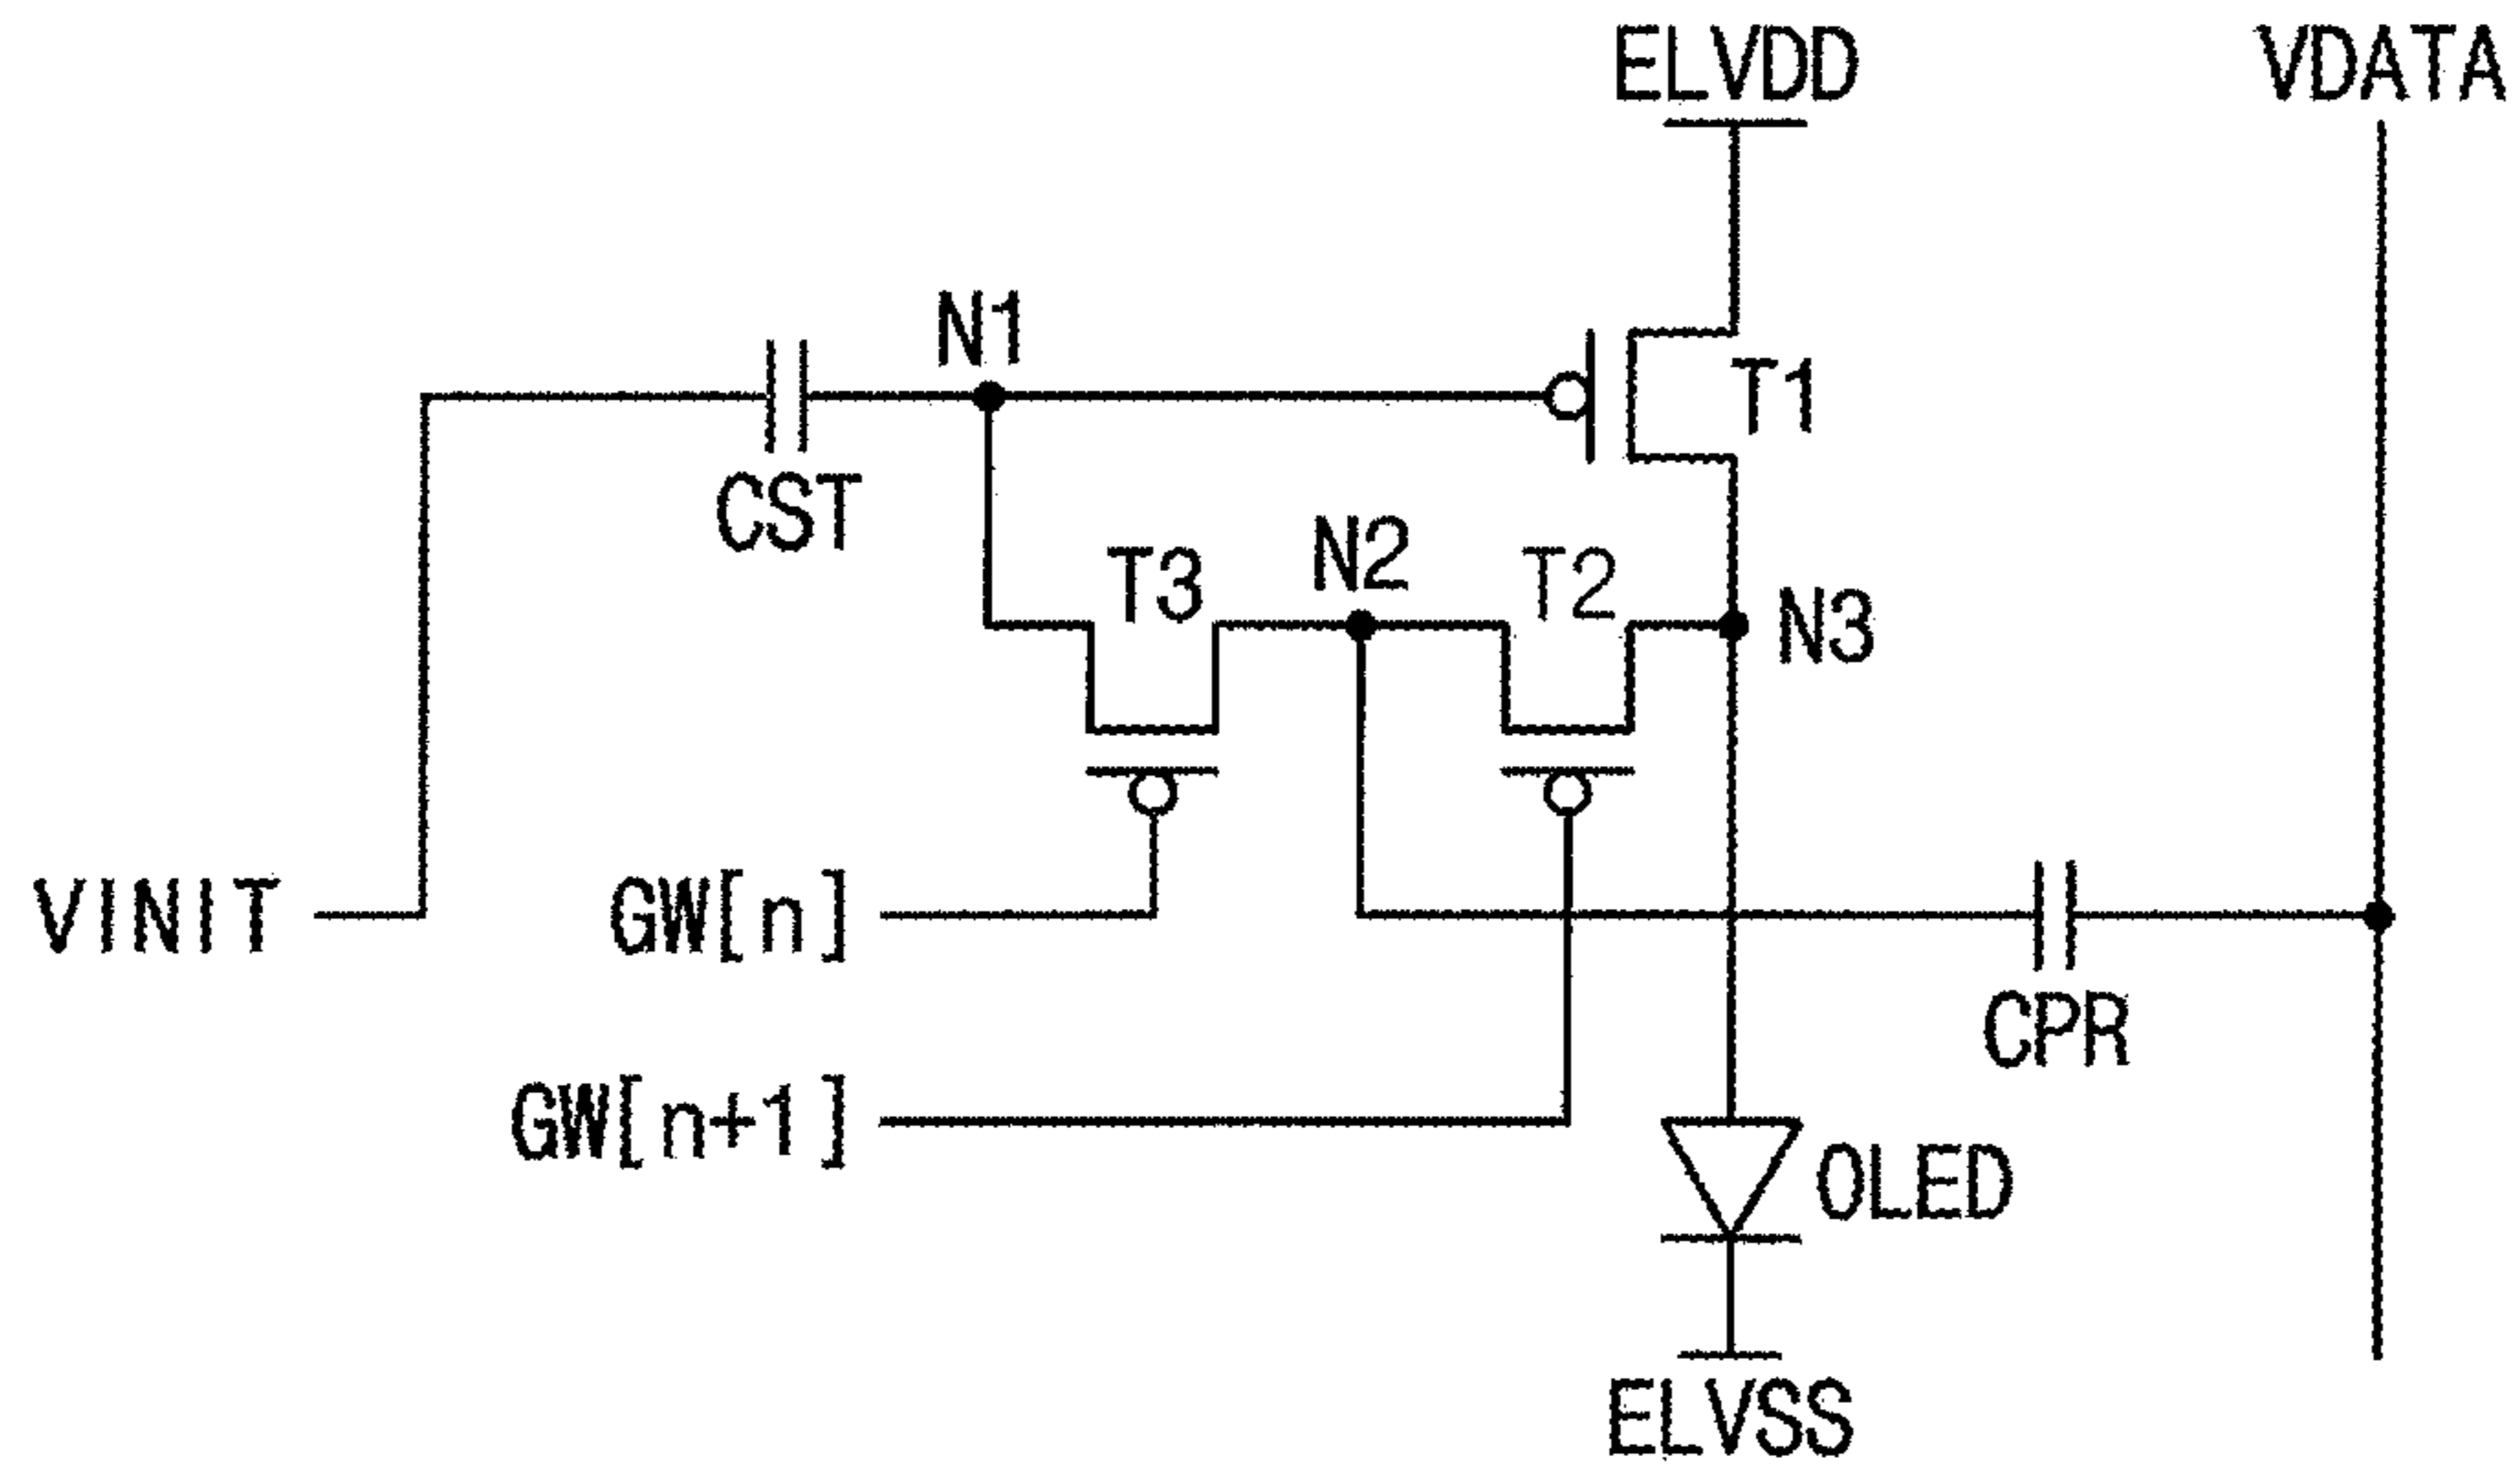 ELVDD
VDATA
N1
T1
CST
T3
N2
T2
N3
VINIT
GW[n]
CPR
GW[n+1]
OLED
ELVSS